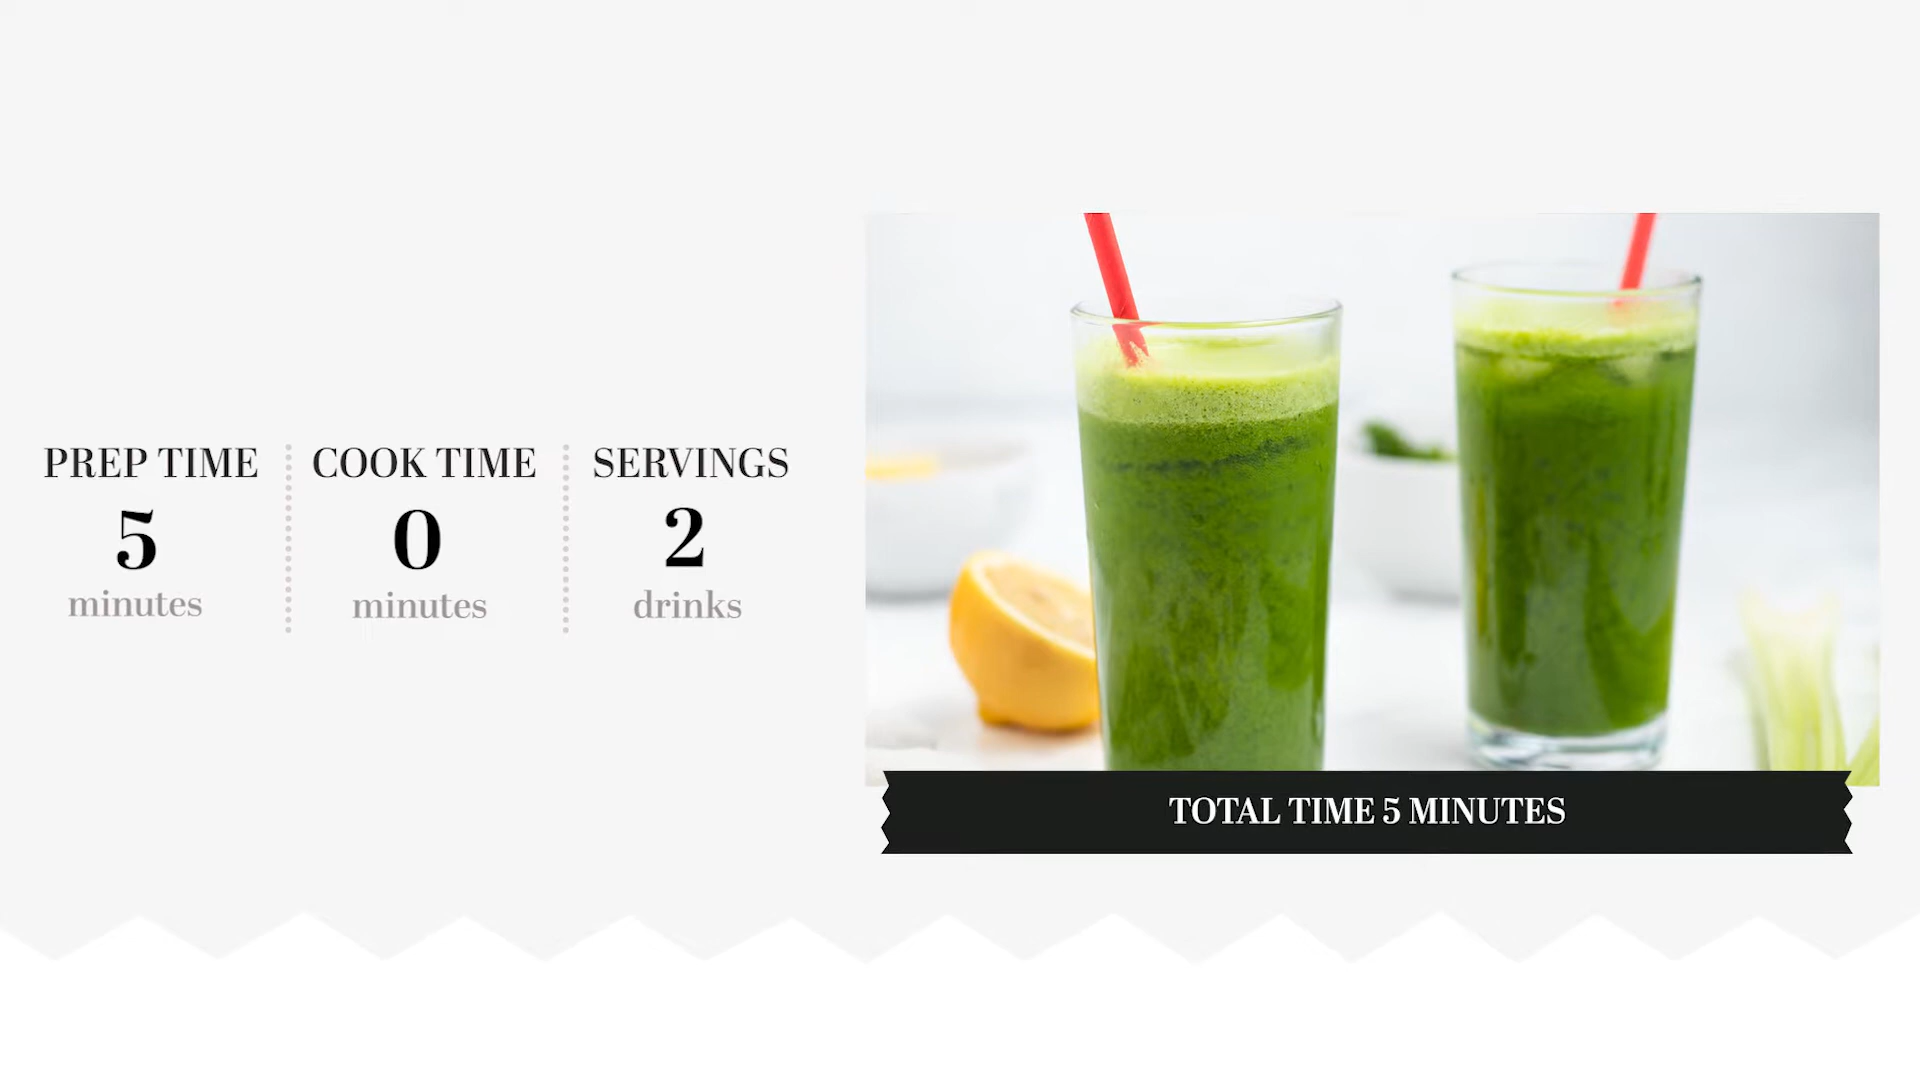 PREP TIME
5
minutes
COOK TIME
0
minutes
SERVINGS
2
drinks
TOTAL TIME 5 MINUTES